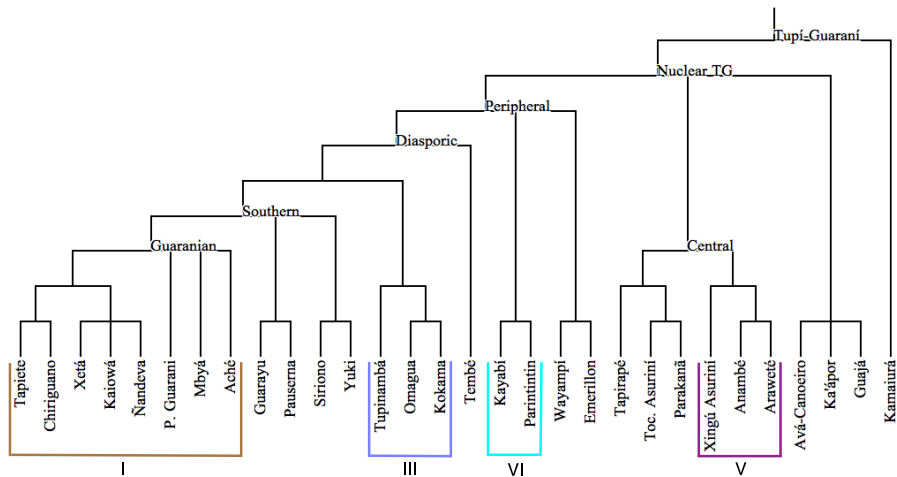 Tupí-Guaraní
Nuclear TG
Peripheral
Diasporic
Southern
Guaranian
Central
Tapiete
Chiriguano
Xetá
Kaiowá
Ñandeva
P. Guarani
Mbyá
Aché
Guarayu
Pauserna
Siriono
Yuki
Tupinambá
Omagua
Kokama
Tembé
Kayabí
Parintintin
Wayampí
Emerillon
Tapirapé
Toc. Asuriní
Parakanã
Xingú Asuriní
Anambé
Araweté
Avá-Canoeiro
Ka'ápor
Guajá
Kamaiurá
I
III
VI
V